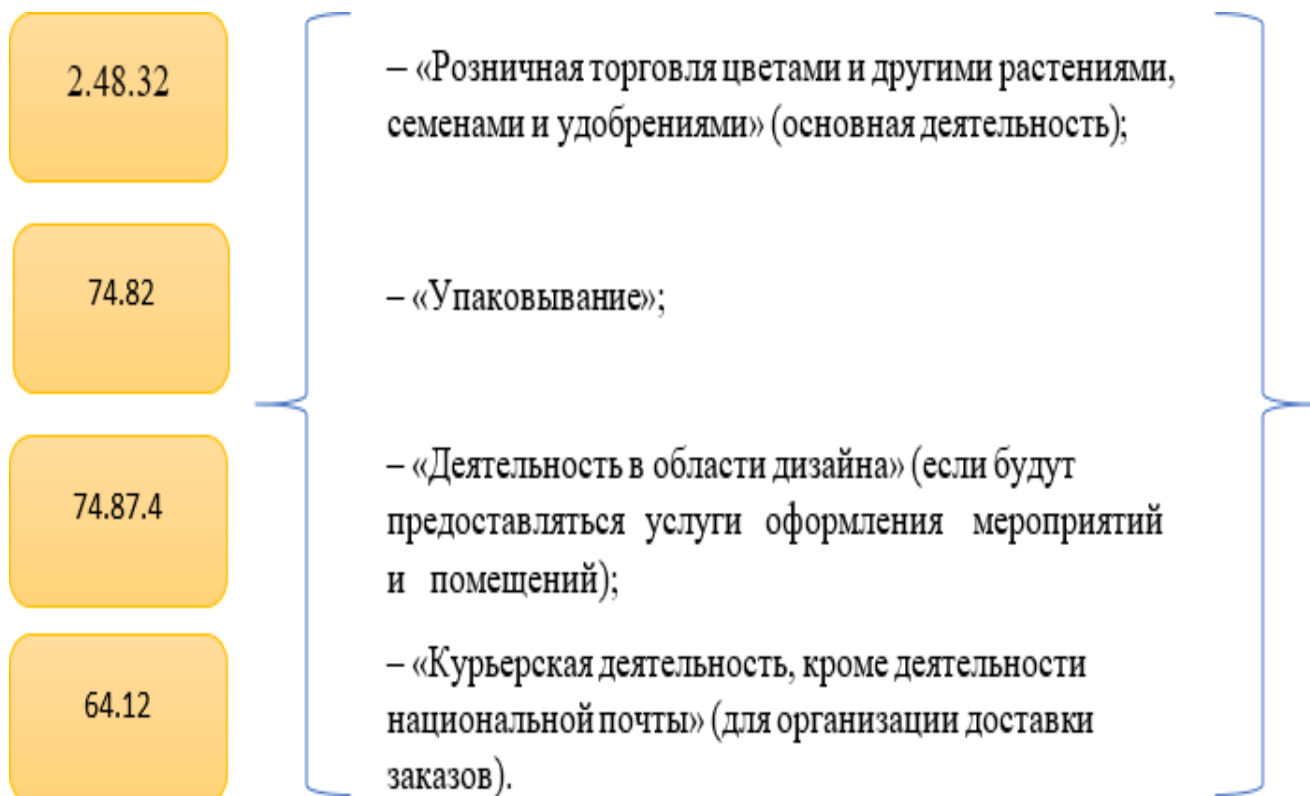 2.48.32
– «Розничная торговля цветами и другими растениями,
семенами и удобрениями» (основная деятельность);
74.82
– «Упаковывание»;
74.87.4
– «Деятельность в области дизайна» (если будут
предоставляться услуги оформления мероприятий
и помещений);
64.12
– «Курьерская деятельность, кроме деятельности
национальной почты» (для организации доставки
заказов).